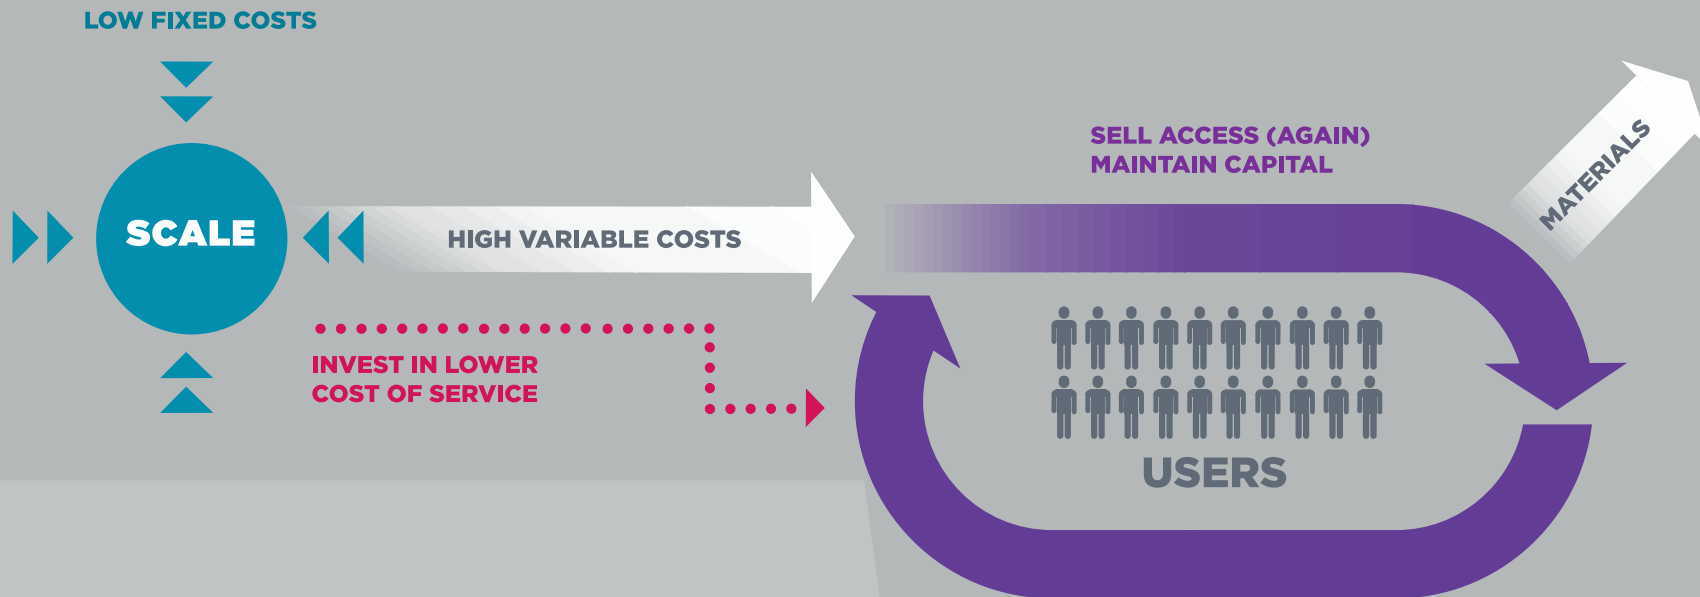 LOW FIXED COSTS
SCALE
HIGH VARIABLE COSTS
INVEST IN LOWER
COST OF SERVICE
SELL ACCESS (AGAIN)
MAINTAIN CAPITAL
MATERIALS
USERS